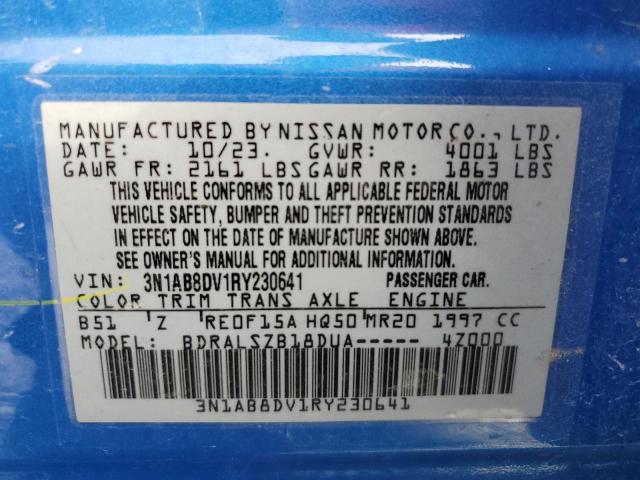 MANUFACTURED BY NISSAN MOTOR CO., LTD.
DATE: 10/23. GVWR: 4001 LBS
GAWR FR: 2161 LBS GAWR RR: 1863 LBS
THIS VEHICLE CONFORMS TO ALL APPLICABLE FEDERAL MOTOR
VEHICLE SAFETY, BUMPER AND THEFT PREVENTION STANDARDS
IN EFFECT ON THE DATE OF MANUFACTURE SHOWN ABOVE.
SEE OWNER'S MANUAL FOR ADDITIONAL INFORMATION.
VIN: 3N1AB8DV1RY230641 PASSENGER CAR.
COLOR TRIM TRANS AXLE ENGINE
B51 Z RE0F15A HQ50 MR20 1997 CC
MODEL: BDRALSZB18DUA----- 4Z000
3N1AB8DV1RY230641